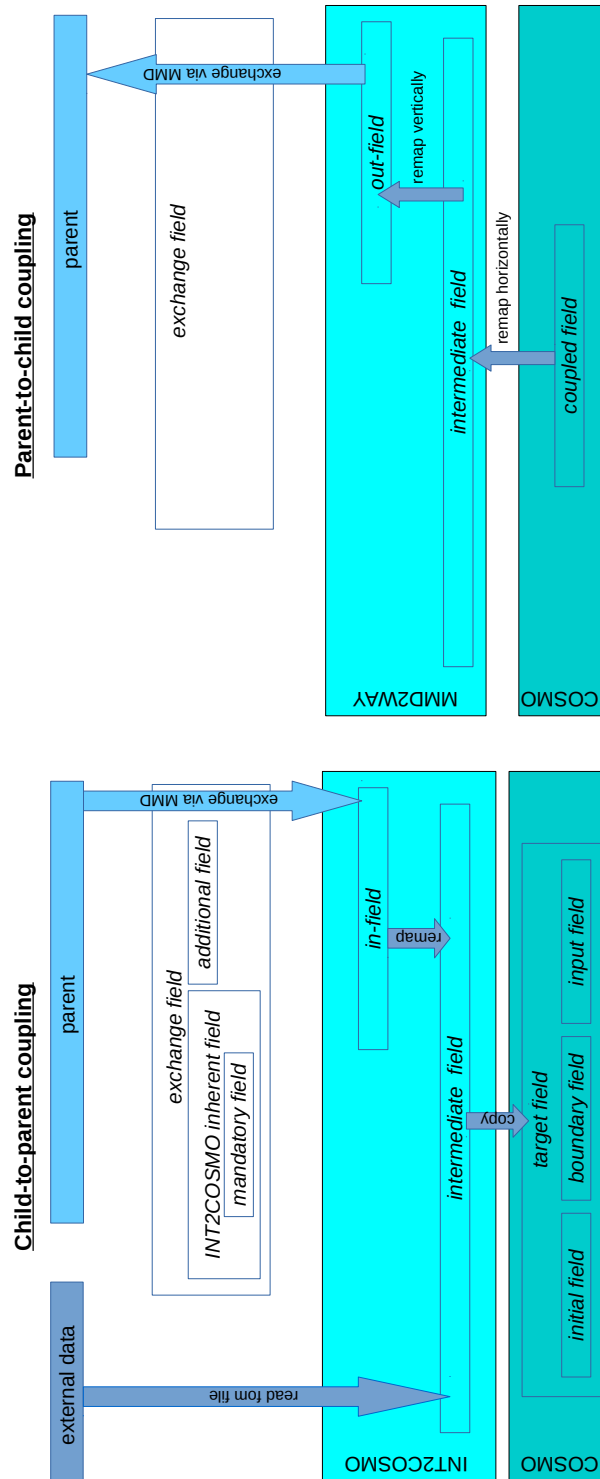 Child-to-parent coupling
external data
parent
exchange field
INT2COSMO inherent field
mandatory field
additional field
read fom file
exchange via MMD
INT2COSMO
in-field
remap
intermediate field
copy
COSMO
target field
initial field
boundary field
input field
Parent-to-child coupling
parent
exchange field
exchange via MMD
MMD2WAY
out-field
remap vertically
intermediate field
remap horizontally
COSMO
coupled field